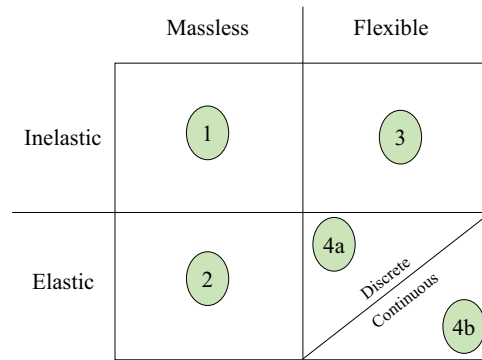 Massless Flexible
Inelastic 1 3
4a
Elastic 2 Discrete
Continuous
4b